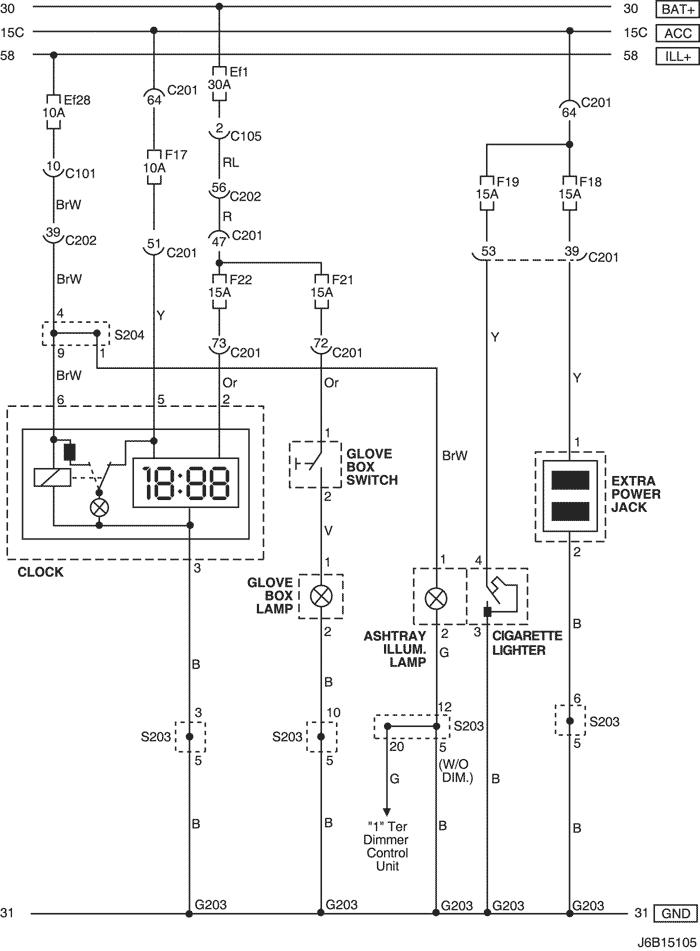 30 30 BAT+
15C 15C ACC
58 58 ILL+
Ef1
30A
C201
64
Ef28
10A
C201
64
2 C105
F17
10A
RL
10 C101
F19
15A
F18
15A
56 C202
BrW
R
39 C202
C201
47
51 C201
53 39 C201
BrW
F22
15A
F21
15A
4
Y
S204
Y
9 1
73 C201
72 C201
BrW
Or
Or
Y
6 5 2
1
1
GLOVE
BOX
SWITCH
BrW
18:88
EXTRA
POWER
JACK
2
V
2
CLOCK
3
1
1 4
GLOVE
BOX
LAMP
2
2 3
ASHTRAY
ILLUM.
LAMP
G
CIGARETTE
LIGHTER
B
B
B
3
10
12
6
S203
S203
S203
S203
5
5
20 5
5
(W/O
DIM.)
G
B
B
B
B
B
"1" Ter
Dimmer
Control
Unit
G203 G203 G203 G203 G203
31 31 GND
J6B15105